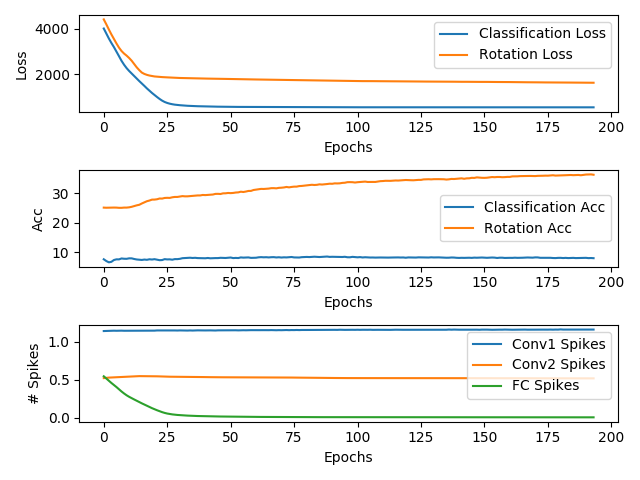 4000
2000
Loss
Classification Loss
Rotation Loss
0 25 50 75 100 125 150 175 200
Epochs
30
20
10
Acc
Classification Acc
Rotation Acc
0 25 50 75 100 125 150 175 200
Epochs
1.0
0.5
0.0
# Spikes
Conv1 Spikes
Conv2 Spikes
FC Spikes
0 25 50 75 100 125 150 175 200
Epochs